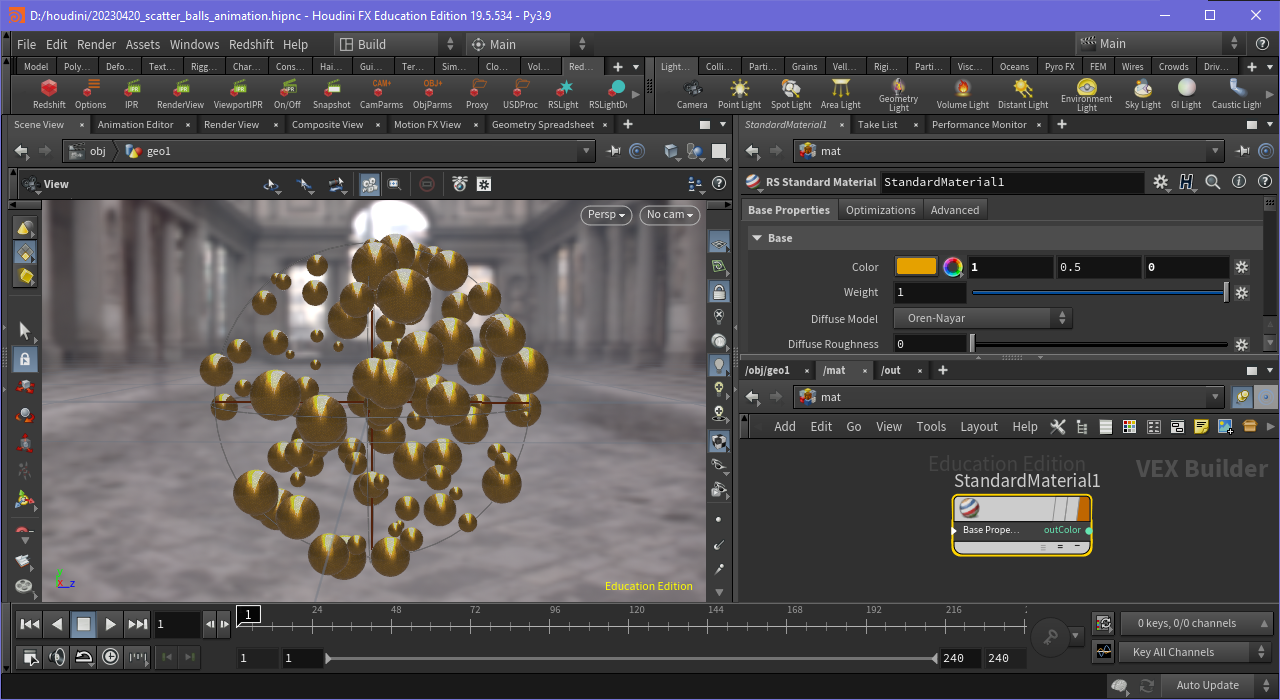 D:/houdini/20230420_scatter_balls_animation.hipnc - Houdini FX Education Edition 19.5.534 - Py3.9
File Edit Render Assets Windows Redshift Help Build Main Main
Model Poly... Defo... Text... Rigg... Char... Cons... Hai... Gui... Ter... Sim... Clo... Vol... Red... Light... Colli... Parti... Grains Vell... Rigi... Parti... Visc... Oceans Pyro FX FEM Wires Crowds Driv...
Redshift Options IPR RenderView ViewportIPR On/Off Snapshot CamParms ObjParms Proxy USDProc RSLight RSLightD Camera Point Light Spot Light Area Light Geometry Light Volume Light Distant Light Environment Light Sky Light GI Light Caustic Light
Scene View Animation Editor Render View Composite View Motion FX View Geometry Spreadsheet
StandardMaterial1 Take List Performance Monitor
obj geo1
mat
View
RS Standard Material StandardMaterial1
Persp No cam
Base Properties Optimizations Advanced
Base
Color 1 0.5 0
Weight 1
Diffuse Model Oren-Nayar
Diffuse Roughness 0
/obj/geo1 /mat /out
mat
Add Edit Go View Tools Layout Help
Education Edition
VEX Builder
StandardMaterial1
Base Prope... outColor
Education Edition
y
x z
1 1 24 48 72 96 120 144 168 192 216
0 keys, 0/0 channels
1 1 240 240
Key All Channels
Auto Update